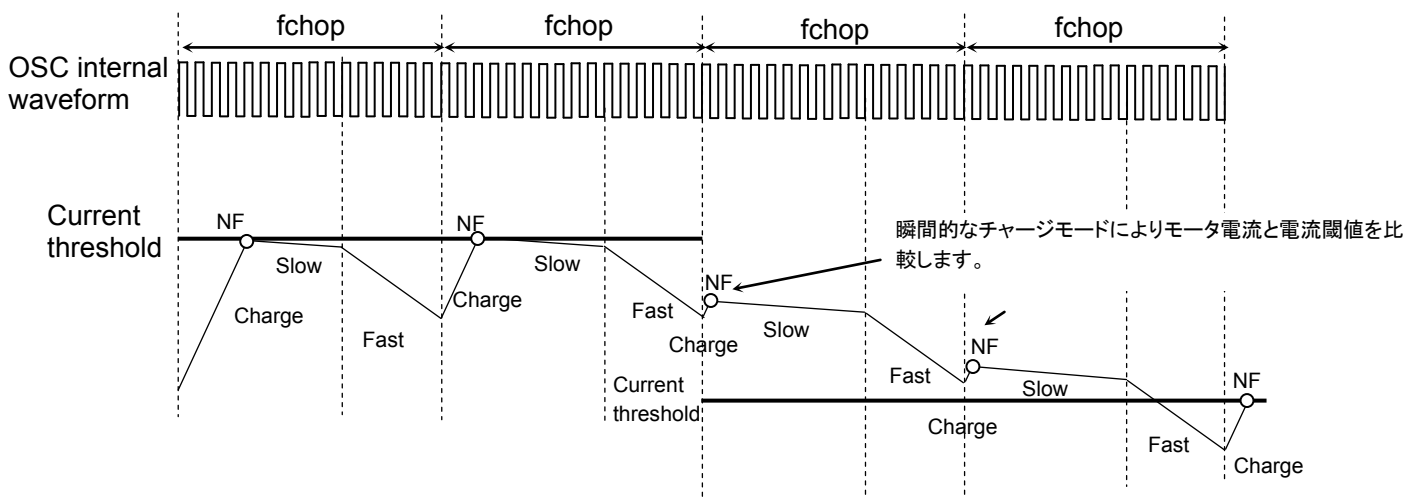 fchop
fchop
fchop
fchop
OSC internal
waveform
Current
threshold
NF
NF
瞬間的なチャージモードによりモータ電流と電流閾値を比
較します。
Slow
Slow
NF
Charge
Charge
Fast
Fast
Slow
Charge
NF
Fast
Slow
NF
Current
threshold
Charge
Fast
Charge